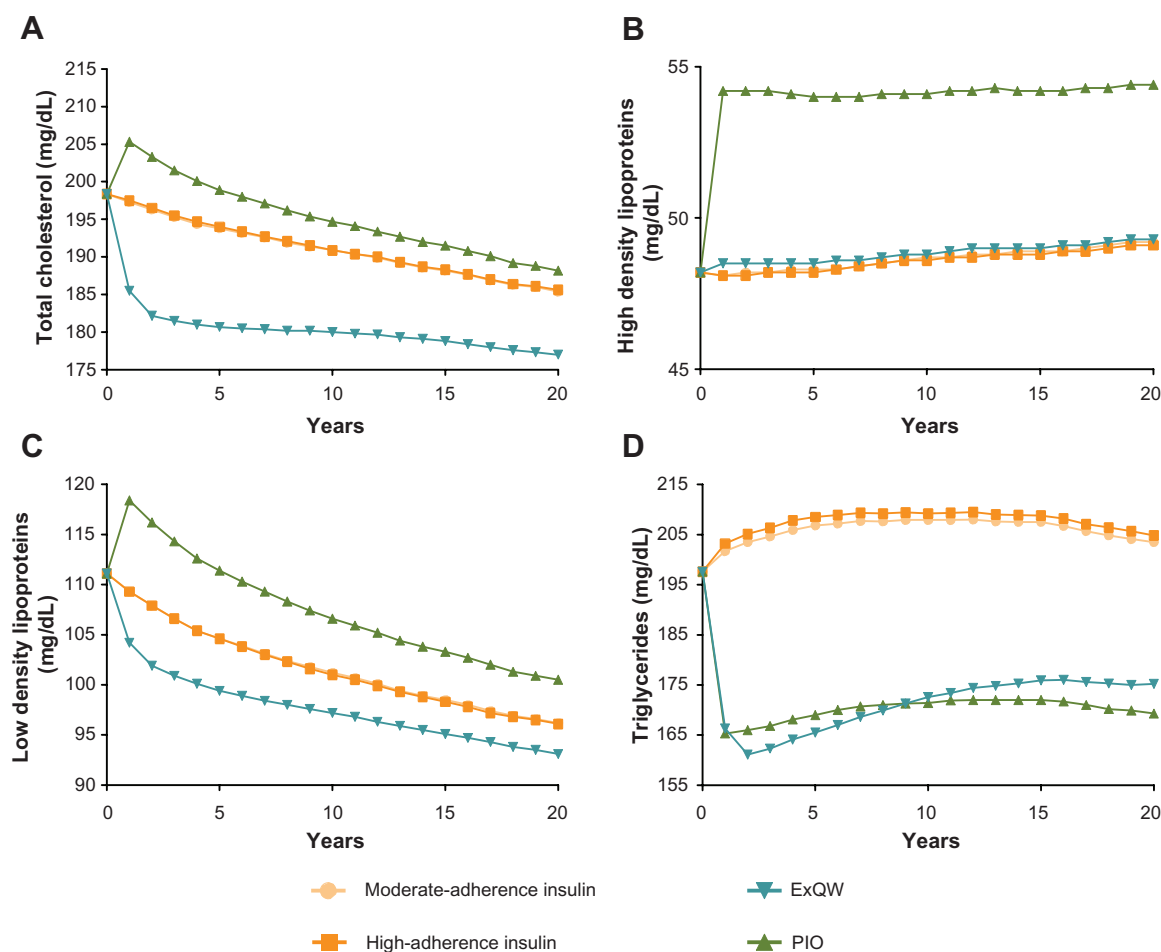 A
Total cholesterol (mg/dL)
215
210
205
200
195
190
185
180
175
0
5
10
15
20
Years
B
High density lipoproteins
(mg/dL)
55
50
45
0
5
10
15
20
Years
C
Low density lipoproteins
(mg/dL)
120
115
110
105
100
95
90
0
5
10
15
20
Years
D
Triglycerides (mg/dL)
215
205
195
185
175
165
155
0
5
10
15
20
Years
Moderate-adherence insulin
High-adherence insulin
ExQW
PIO